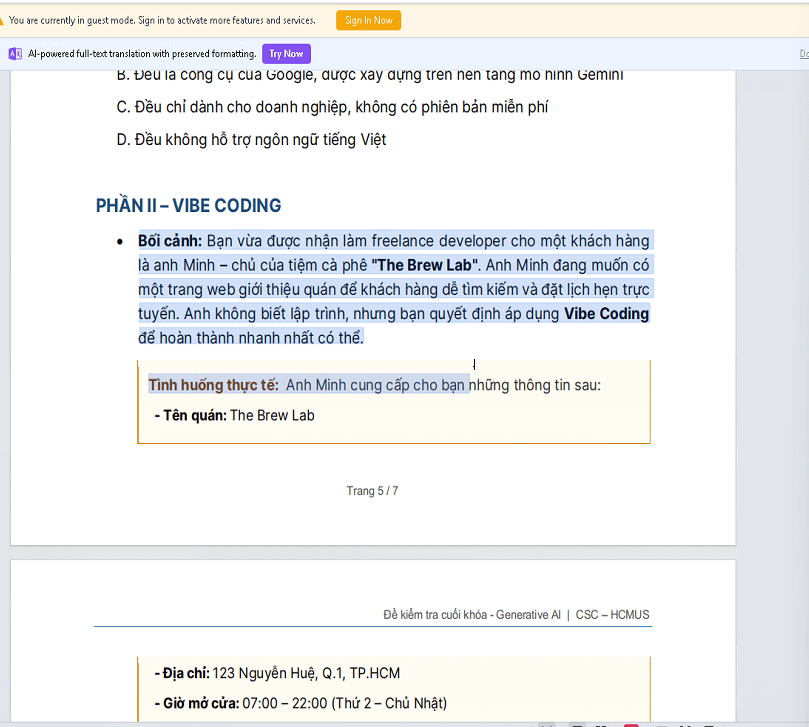 You are currently in guest mode. Sign in to activate more features and services.
Sign In Now
AI-powered full-text translation with preserved formatting.
Try Now
B. Đều là công cụ của Google, được xây dựng trên nền tảng mô hình Gemini
C. Đều chỉ dành cho doanh nghiệp, không có phiên bản miễn phí
D. Đều không hỗ trợ ngôn ngữ tiếng Việt
PHẦN II – VIBE CODING
• Bối cảnh: Bạn vừa được nhận làm freelance developer cho một khách hàng
là anh Minh – chủ của tiệm cà phê "The Brew Lab". Anh Minh đang muốn có
một trang web giới thiệu quán để khách hàng dễ tìm kiếm và đặt lịch hẹn trực
tuyến. Anh không biết lập trình, nhưng bạn quyết định áp dụng Vibe Coding
để hoàn thành nhanh nhất có thể.
Tình huống thực tế: Anh Minh cung cấp cho bạn những thông tin sau:
- Tên quán: The Brew Lab
Trang 5 / 7
Đề kiểm tra cuối khóa - Generative AI | CSC – HCMUS
- Địa chỉ: 123 Nguyễn Huệ, Q.1, TP.HCM
- Giờ mở cửa: 07:00 – 22:00 (Thứ 2 – Chủ Nhật)